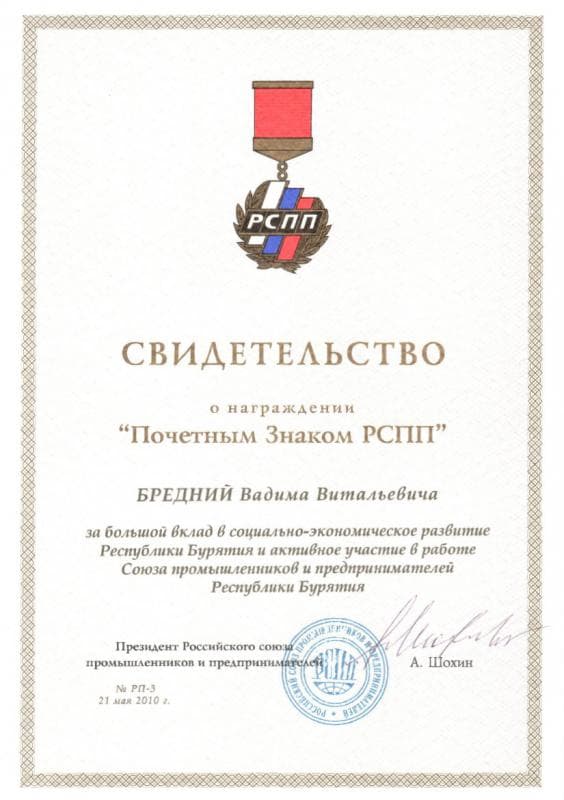 РСПП
СВИДЕТЕЛЬСТВО
о награждении
“Почетным Знаком РСПП”
БРЕДНИЙ Вадима Витальевича
за большой вклад в социально-экономическое развитие
Республики Бурятия и активное участие в работе
Союза промышленников и предпринимателей
Республики Бурятия
Президент Российского союза
промышленников и предпринимателей
А. Шохин
№ РП-3
21 мая 2010 г.
РОССИЙСКИЙ СОЮЗ ПРОМЫШЛЕННИКОВ И ПРЕДПРИНИМАТЕЛЕЙ
РСПП